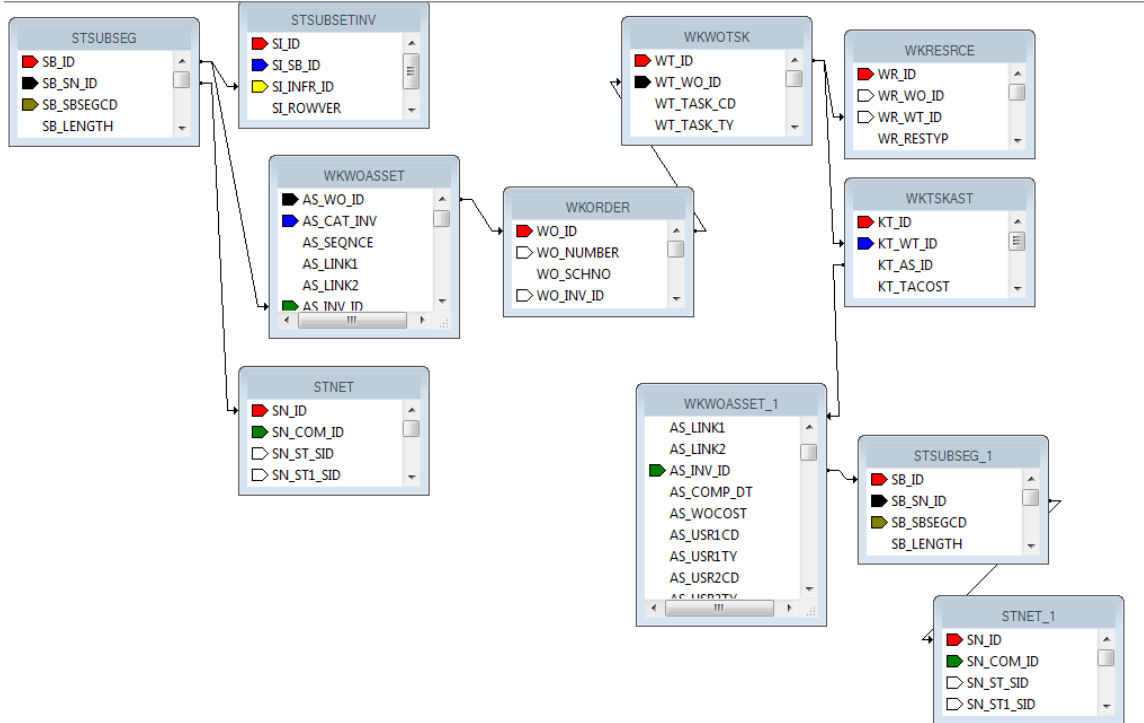 STSUBSEG
SB_ID
SB_SN_ID
SB_SBSEGCD
SB_LENGTH
STSUBSETINV
SI_ID
SI_SB_ID
SI_INFR_ID
SI_ROWVER
WKWOASSET
AS_WO_ID
AS_CAT_INV
AS_SEQNCE
AS_LINK1
AS_LINK2
AS_INV_ID
STNET
SN_ID
SN_COM_ID
SN_ST_SID
SN_ST1_SID
WKORDER
WO_ID
WO_NUMBER
WO_SCHNO
WO_INV_ID
WKWOTSK
WT_ID
WT_WO_ID
WT_TASK_CD
WT_TASK_TY
WKRESRCE
WR_ID
WR_WO_ID
WR_WT_ID
WR_RESTYP
WKTSKAST
KT_ID
KT_WT_ID
KT_AS_ID
KT_TACOST
WKWOASSET_1
AS_LINK1
AS_LINK2
AS_INV_ID
AS_COMP_DT
AS_WOCOST
AS_USR1CD
AS_USR1TY
AS_USR2CD
AS_USR2TY
STSUBSEG_1
SB_ID
SB_SN_ID
SB_SBSEGCD
SB_LENGTH
STNET_1
SN_ID
SN_COM_ID
SN_ST_SID
SN_ST1_SID